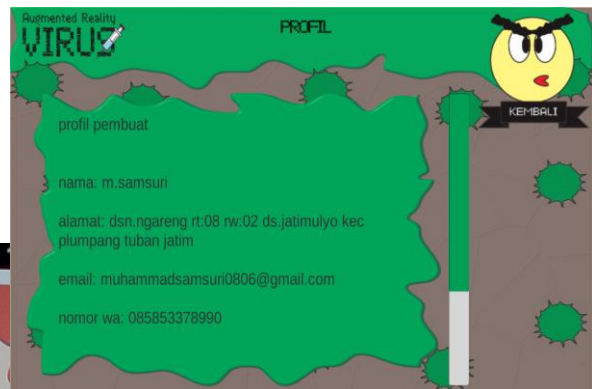 Augmented Reality
VIRUS
PROFIL
KEMBALI
profil pembuat
nama: m.samsuri
alamat: dsn.ngareng rt:08 rw:02 ds.jatimulyo kec
plumpang tuban jatim
email: muhammadsamsuri0806@gmail.com
nomor wa: 085853378990